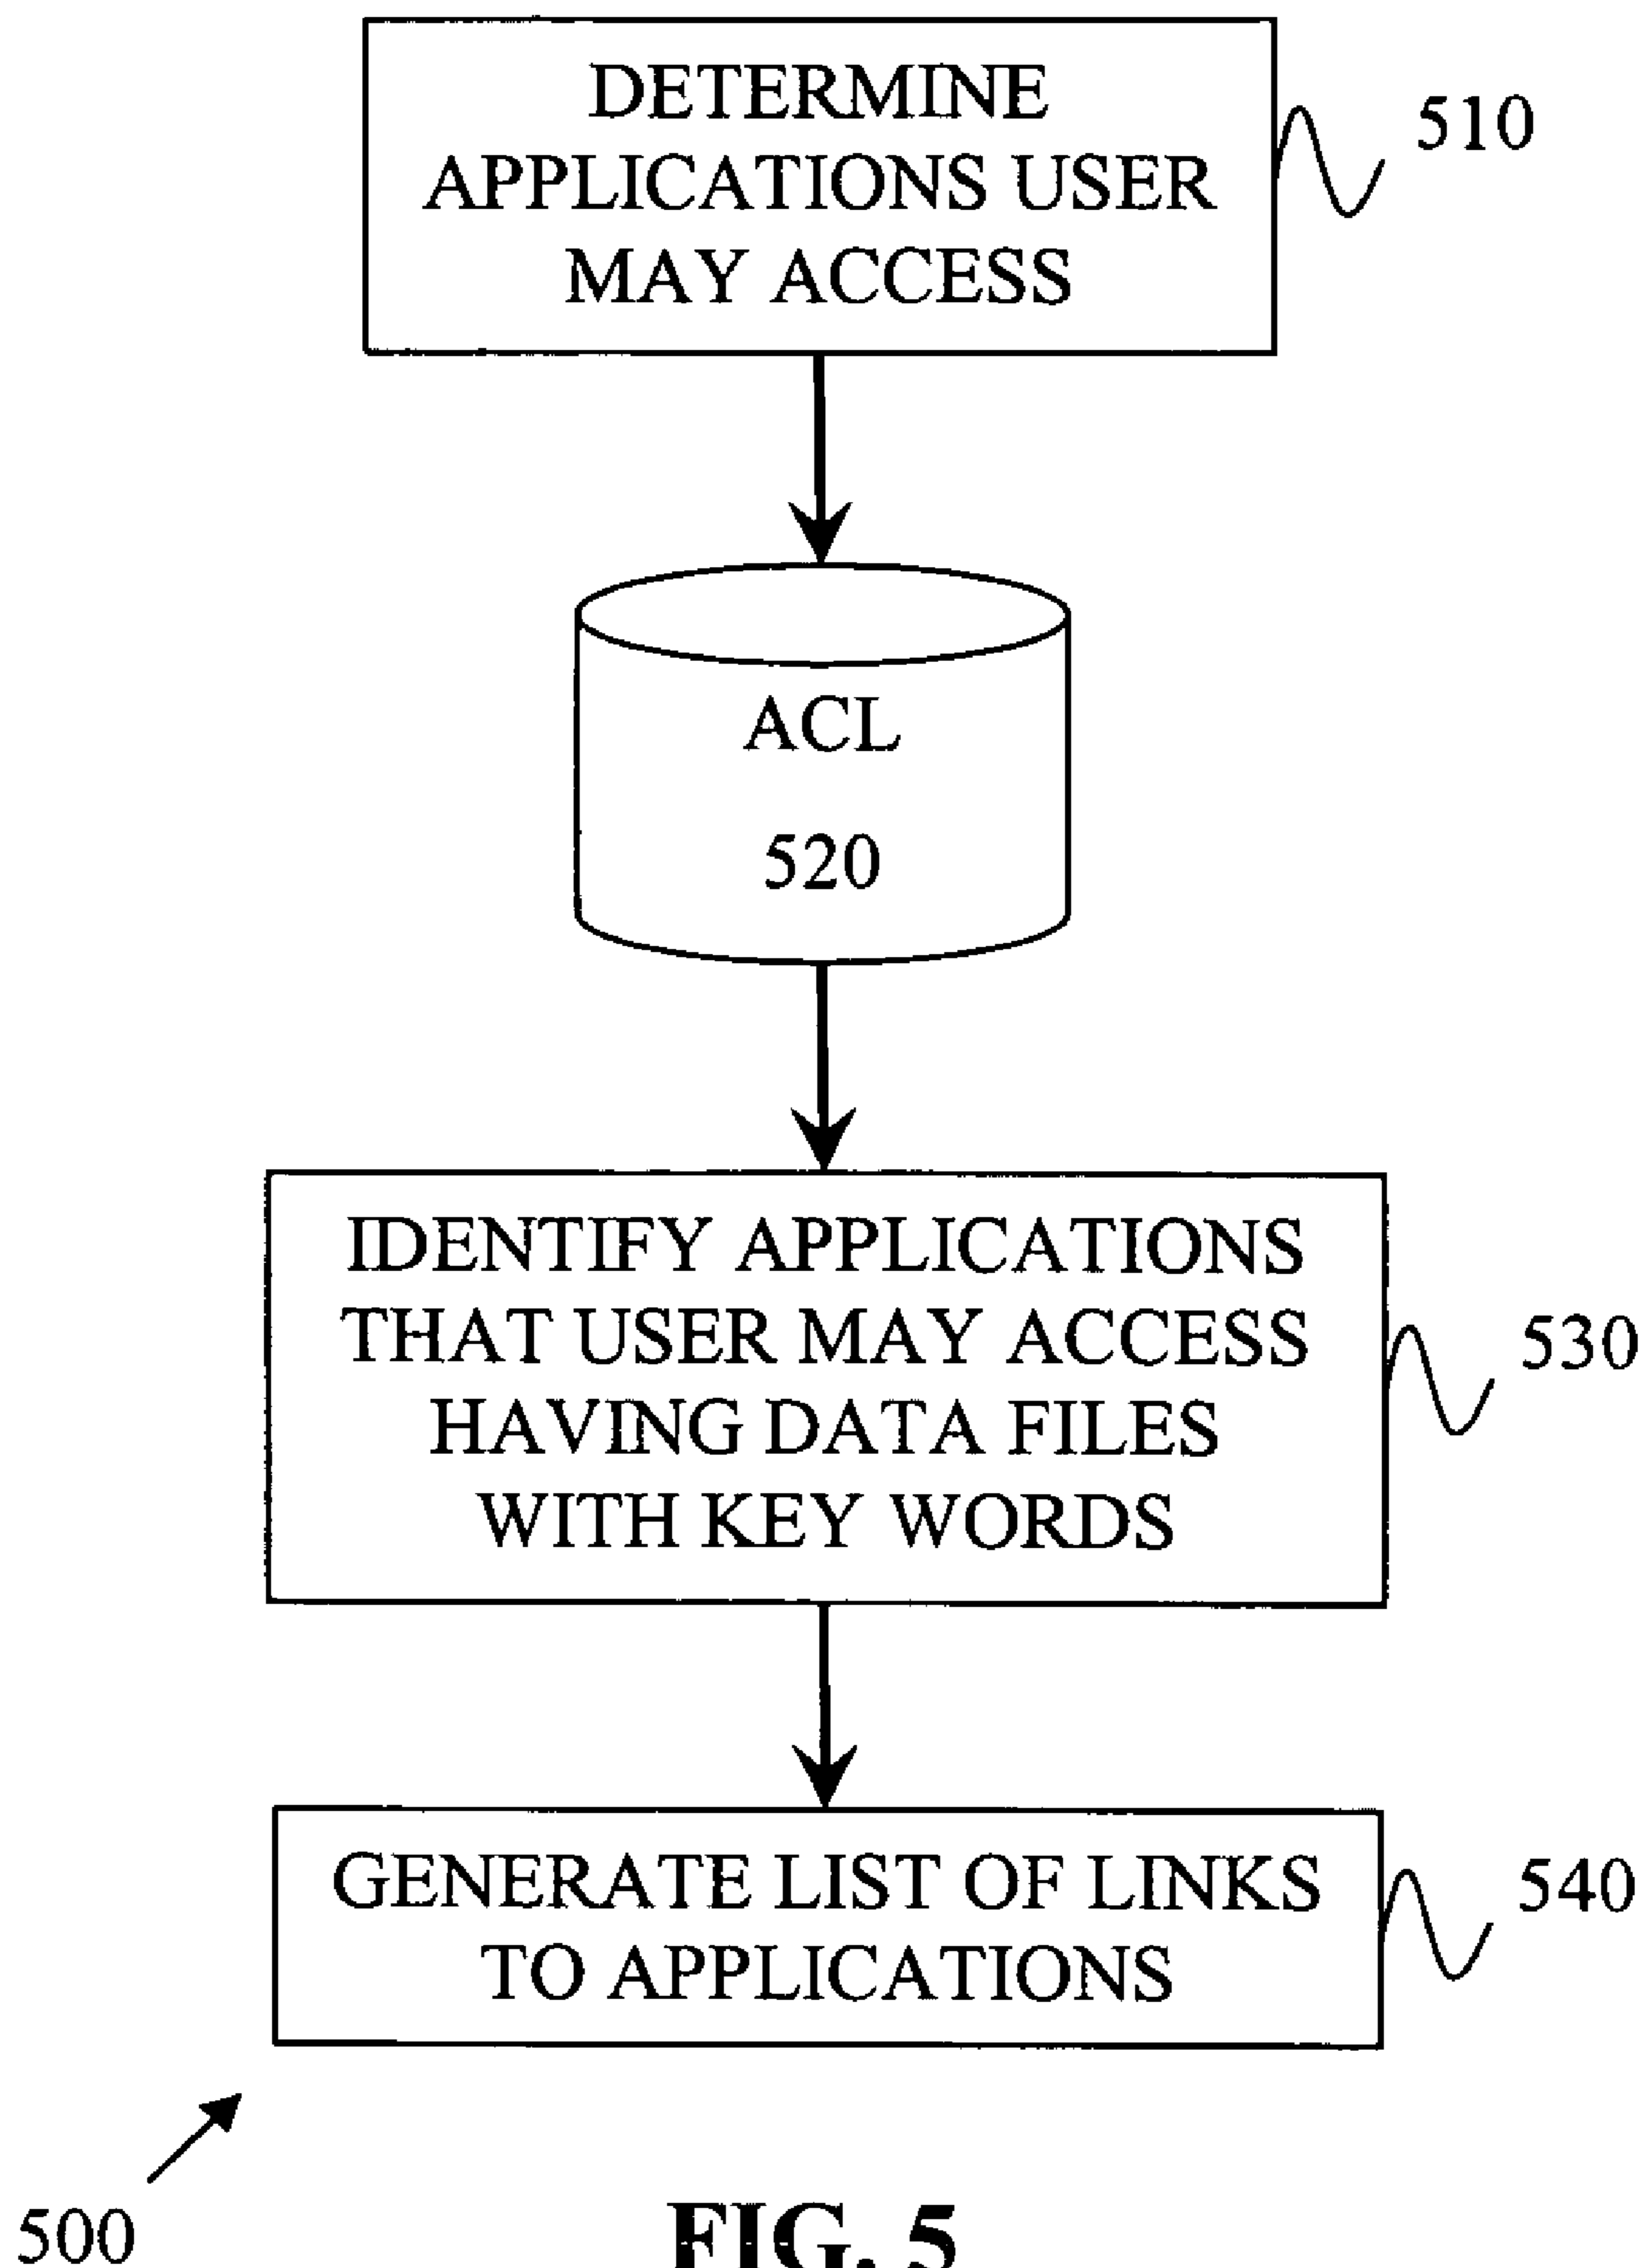 DETERMINE
APPLICATIONS USER
MAY ACCESS
510
ACL
520
IDENTIFY APPLICATIONS
THAT USER MAY ACCESS
HAVING DATA FILES
WITH KEY WORDS
530
GENERATE LIST OF LINKS
TO APPLICATIONS
540
500
FIG. 5